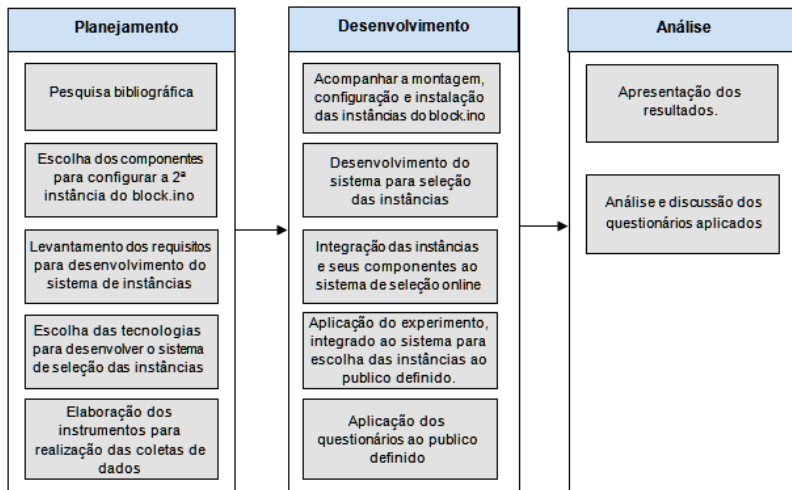 Planejamento
Pesquisa bibliográfica
Escolha dos componentes
para configurar a 2ª
instância do block.ino
Levantamento dos requisitos
para desenvolvimento do
sistema de instâncias
Escolha das tecnologias
para desenvolver o sistema
de seleção das instâncias
Elaboração dos
instrumentos para
realização das coletas de
dados
Desenvolvimento
Acompanhar a montagem,
configuração e instalação
das instâncias do block.ino
Desenvolvimento do
sistema para seleção
das instâncias
Integração das instâncias
e seus componentes ao
sistema de seleção online
Aplicação do experimento,
integrado ao sistema para
escolha das instâncias ao
publico definido.
Aplicação dos
questionários ao publico
definido
Análise
Apresentação dos
resultados.
Análise e discussão dos
questionários aplicados